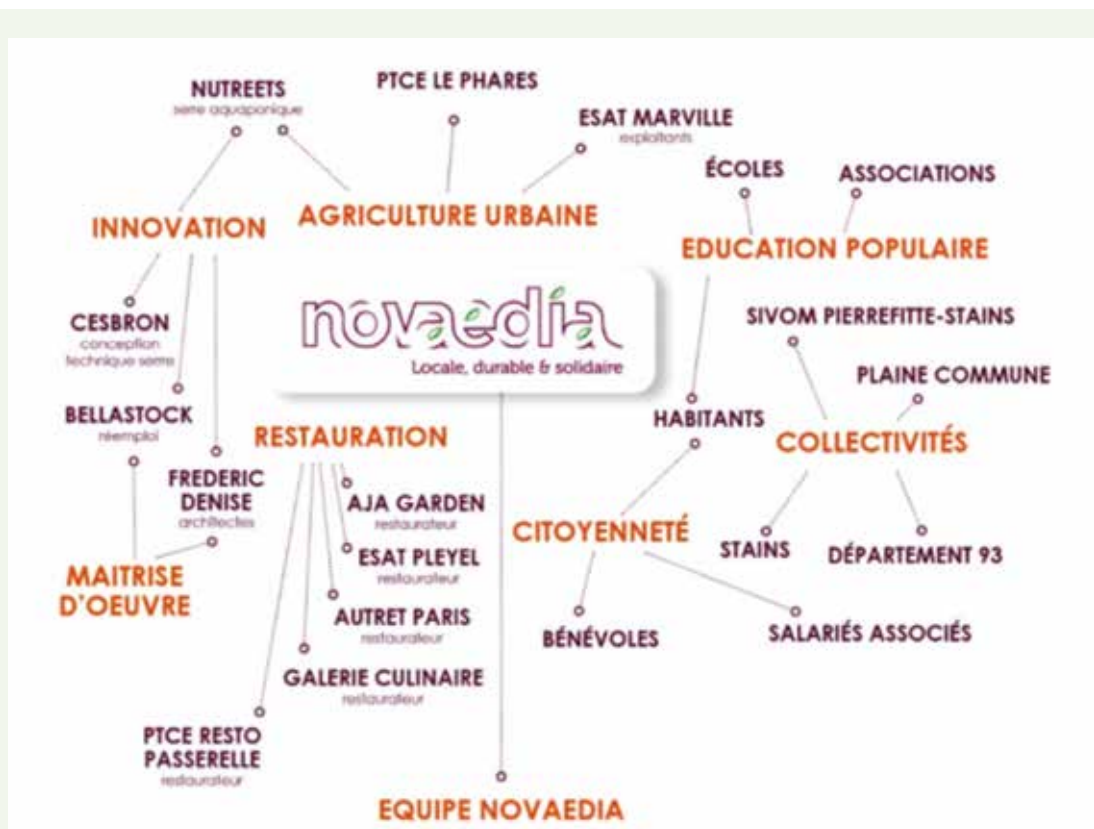 NUTREETS
serre aquaponique
PTCE LE PHARES
ESAT MARVILLE
exploitants
ÉCOLES
ASSOCIATIONS
INNOVATION
AGRICULTURE URBAINE
EDUCATION POPULAIRE
CESBRON
conception
technique serre
novaedia
Locale, durable & solidaire
SIVOM PIERREFITTE-STAINS
PLAINE COMMUNE
BELLASTOCK
réemploi
RESTAURATION
HABITANTS
COLLECTIVITÉS
FREDERIC
DENISE
architectes
AJA GARDEN
restaurateur
ESAT PLEYEL
restaurateur
CITOYENNETÉ
STAINS
DÉPARTEMENT 93
MAITRISE
D'OEUVRE
AUTRET PARIS
restaurateur
BÉNÉVOLES
SALARIÉS ASSOCIÉS
GALERIE CULINAIRE
restaurateur
PTCE RESTO
PASSERELLE
restaurateur
EQUIPE NOVAEDIA